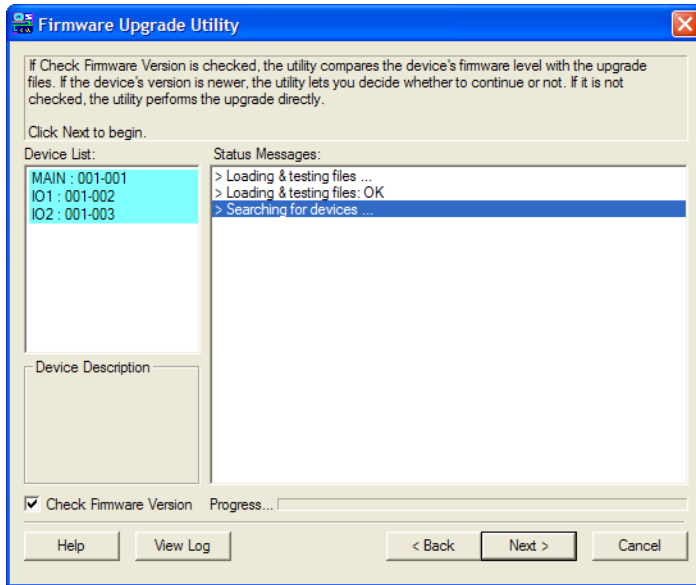 Firmware Upgrade Utility
If Check Firmware Version is checked, the utility compares the device's firmware level with the upgrade
files. If the device's version is newer, the utility lets you decide whether to continue or not. If it is not
checked, the utility performs the upgrade directly.
Click Next to begin.
Device List:
Status Messages:
MAIN : 001-001
IO1 : 001-002
IO2 : 001-003
> Loading & testing files ...
> Loading & testing files: OK
> Searching for devices ...
Device Description
Check Firmware Version
Progress...
Help
View Log
< Back
Next >
Cancel